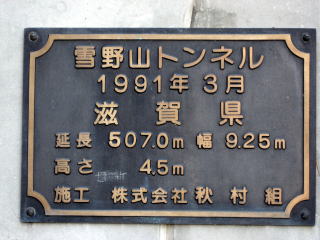 雪野山トンネル
1991年 3月
滋賀県
延長 507.0m 幅 9.25m
高さ 4.5m
施工 株式会社秋村組